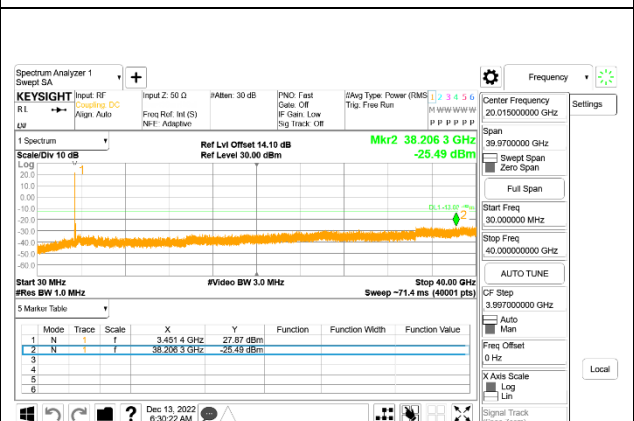 Spectrum Analyzer 1
Swept SA
Frequency
KEYSIGHT
Input: RF
Coupling: DC
Align: Auto
Input Z: 50 Ω
Freq Ref: Int (S)
NFE: Adaptive
#Atten: 30 dB
PNO: Fast
Gate: Off
IF Gain: Low
Sig Track: Off
#Avg Type: Power (RMS
Trig: Free Run
1 2 3 4 5 6
M W W W W W
P P P P P P
RL
1 Spectrum
Scale/Div 10 dB
Ref Lvl Offset 14.10 dB
Ref Level 30.00 dBm
Mkr2 38.206 3 GHz
-25.49 dBm
Log
20.0
10.0
0.00
-10.0
-20.0
-30.0
-40.0
-50.0
-60.0
1
2
Start 30 MHz
#Res BW 1.0 MHz
#Video BW 3.0 MHz
Stop 40.00 GHz
Sweep ~71.4 ms (40001 pts)
5 Marker Table
Mode Trace Scale X Y Function Function Width Function Value
1 N 1 f 3.451 4 GHz 27.87 dBm
2 N 1 f 38.206 3 GHz -25.49 dBm
3
4
5
6
Dec 13, 2022
6:30:22 AM
Center Frequency
20.015000000 GHz
Settings
Span
39.9700000 GHz
Swept Span
Zero Span
Full Span
Start Freq
30.000000 MHz
Stop Freq
40.000000000 GHz
AUTO TUNE
CF Step
3.997000000 GHz
Auto
Man
Freq Offset
0 Hz
X Axis Scale
Log
Lin
Local
Signal Track